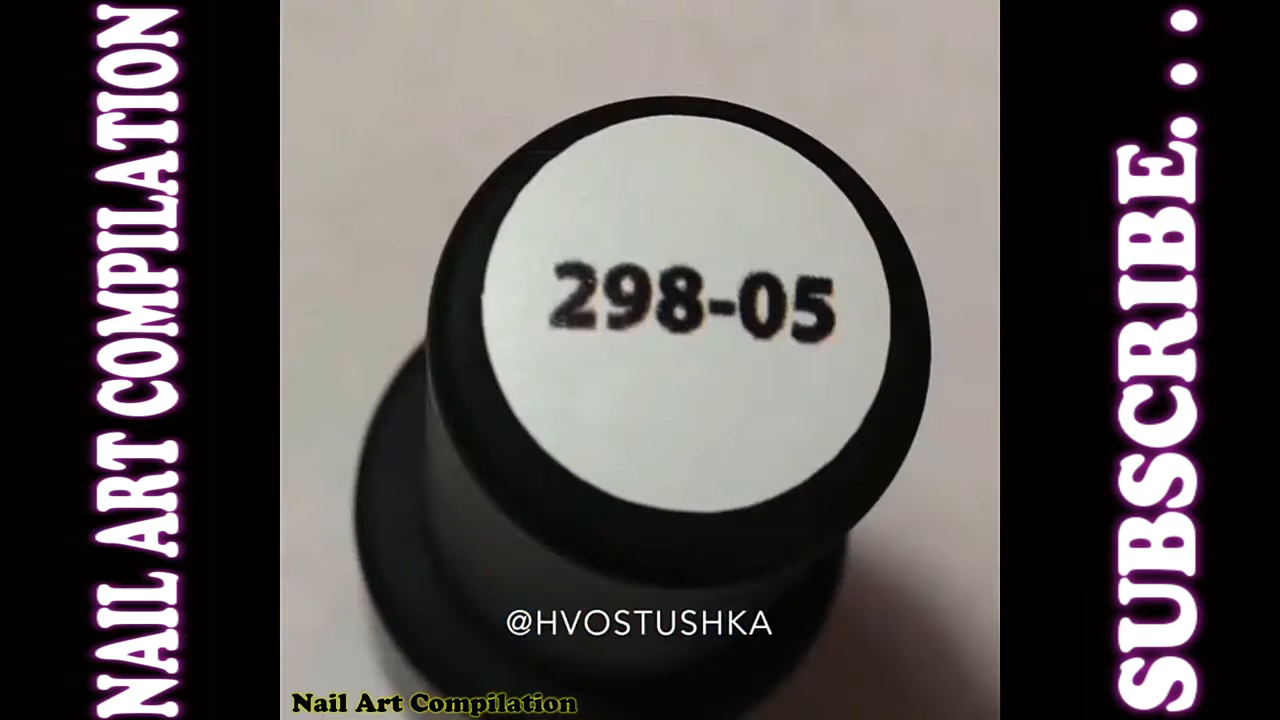 NAIL ART COMPILATION
298-05
@HVOSTUSHKA
Nail Art Compilation
SUBSCRIBE. . .